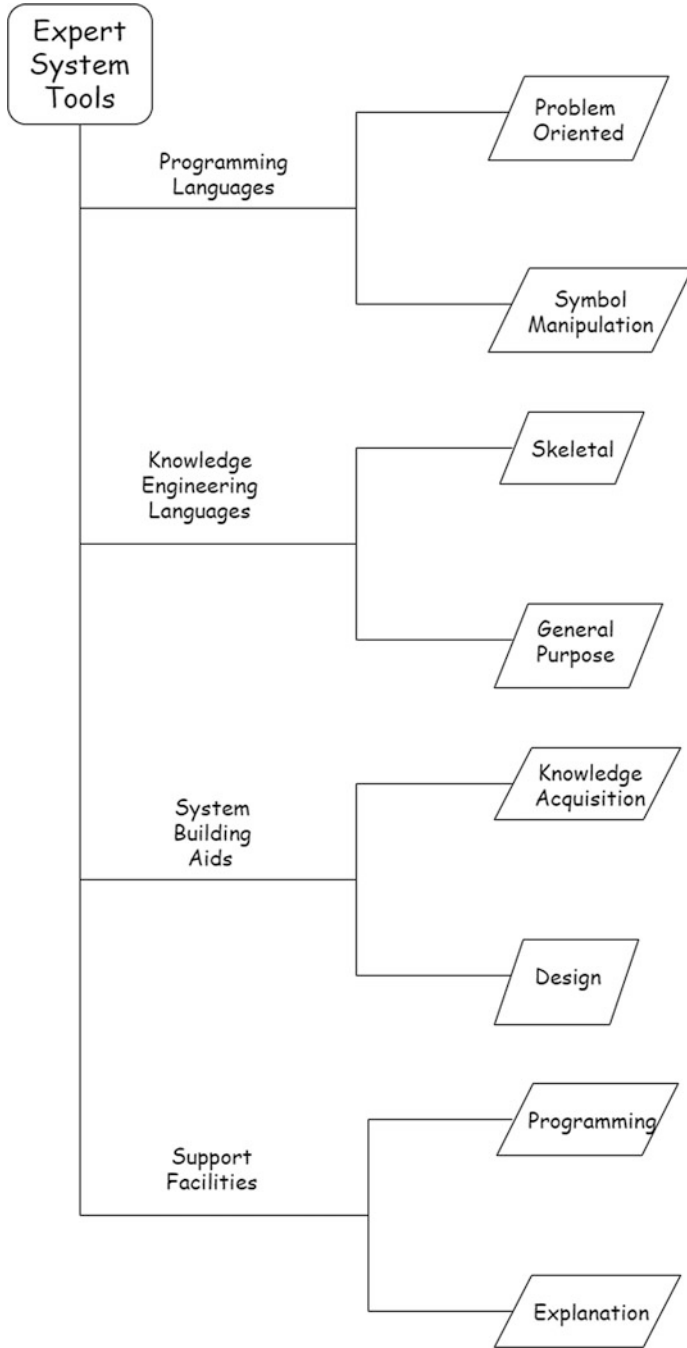 Expert
System
Tools
Problem
Oriented
Programming
Languages
Symbol
Manipulation
Skeletal
Knowledge
Engineering
Languages
General
Purpose
Knowledge
Acquisition
System
Building
Aids
Design
Programming
Support
Facilities
Explanation